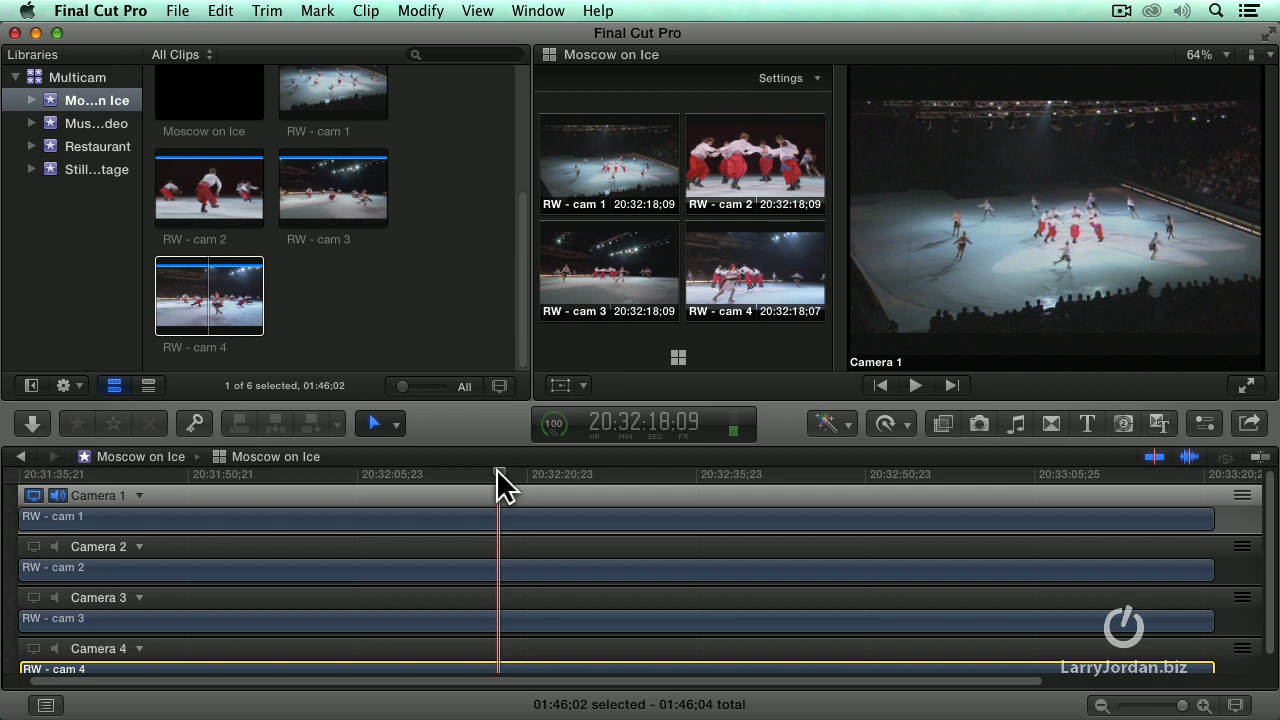 Final Cut Pro File Edit Trim Mark Clip Modify View Window Help
Final Cut Pro
Libraries
All Clips
Moscow on Ice
64%
Multicam
Mo...n Ice
Mus...deo
Restaurant
Still...tage
Moscow on Ice
RW - cam 1
RW - cam 2
RW - cam 3
RW - cam 4
Settings
RW - cam 1 20:32:18;09
RW - cam 2 20:32:18;09
RW - cam 3 20:32:18;09
RW - cam 4 20:32:18;07
Camera 1
1 of 6 selected, 01:46;02
All
100
%
20:32:18;09
HR MIN SEC FR
T
T
Moscow on Ice
Moscow on Ice
20:31:35;21
20:31:50;21
20:32:05;23
20:32:20;23
20:32:35;23
20:32:50;23
20:33:05;25
20:33:20;2
Camera 1
RW - cam 1
Camera 2
RW - cam 2
Camera 3
RW - cam 3
Camera 4
RW - cam 4
LarryJordan.biz
01:46;02 selected - 01:46;04 total